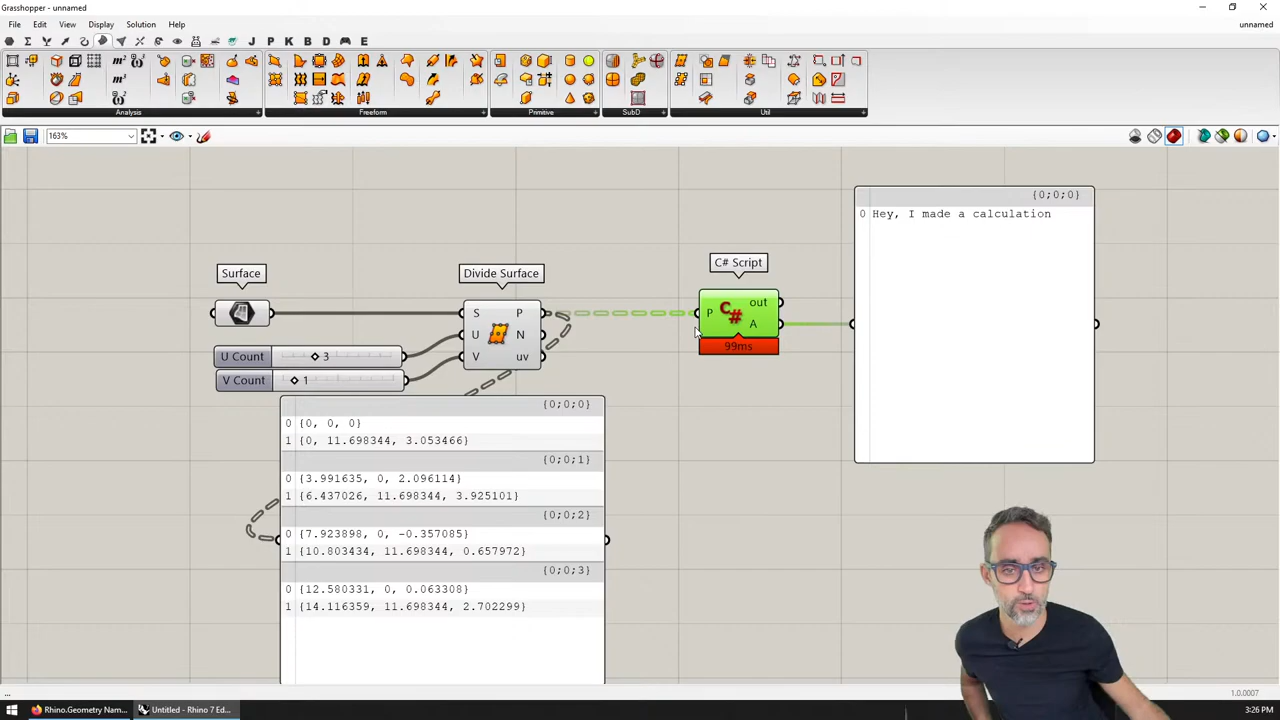 Grasshopper - unnamed
File Edit View Display Solution Help
unnamed
J P K B D E
Analysis
Freeform
Primitive
SubD
Util
163%
{0;0;0}
0 Hey, I made a calculation
C# Script
Surface
Divide Surface
S P
U N
V uv
P C# out
A
99ms
U Count 3
V Count 1
{0;0;0}
0 {0, 0, 0}
1 {0, 11.698344, 3.053466}
{0;0;1}
0 {3.991635, 0, 2.096114}
1 {6.437026, 11.698344, 3.925101}
{0;0;2}
0 {7.923898, 0, -0.357085}
1 {10.803434, 11.698344, 0.657972}
{0;0;3}
0 {12.580331, 0, 0.063308}
1 {14.116359, 11.698344, 2.702299}
...
1.0.0007
Rhino.Geometry Nam...
Untitled - Rhino 7 Ed...
3:26 PM